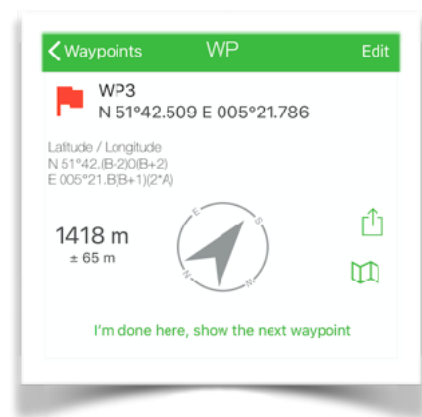 Waypoints WP Edit
WP3
N 51°42.509 E 005°21.786
Latitude / Longitude
N 51°42.(B-2)0(B+2)
E 005°21.B(B+1)(2*A)
1418 m
± 65 m
E S
N W
I'm done here, show the next waypoint